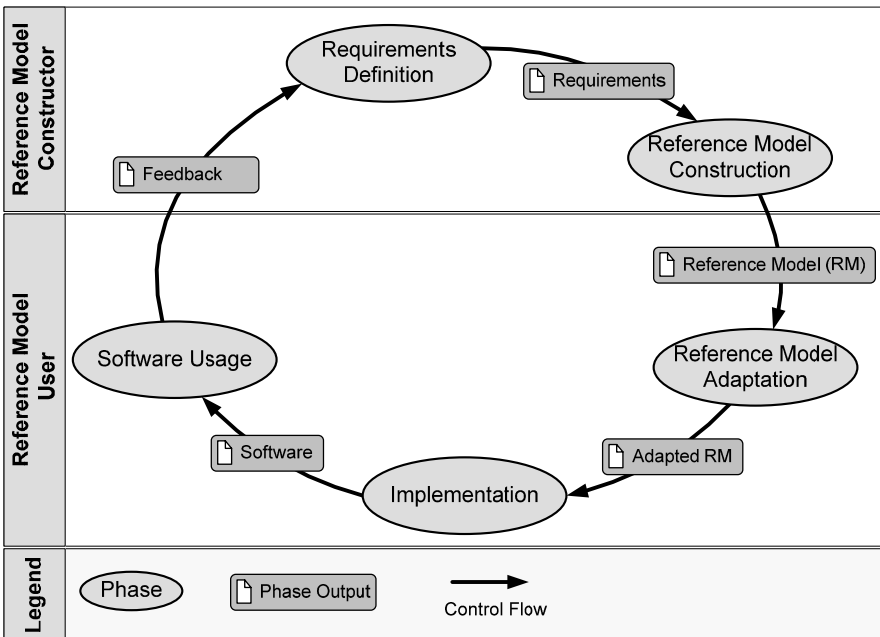 Reference Model
Constructor
Requirements
Definition
Requirements
Reference Model
Construction
Feedback
Reference Model (RM)
Reference Model
User
Software Usage
Reference Model
Adaptation
Software
Adapted RM
Implementation
Legend
Phase
Phase Output
Control Flow